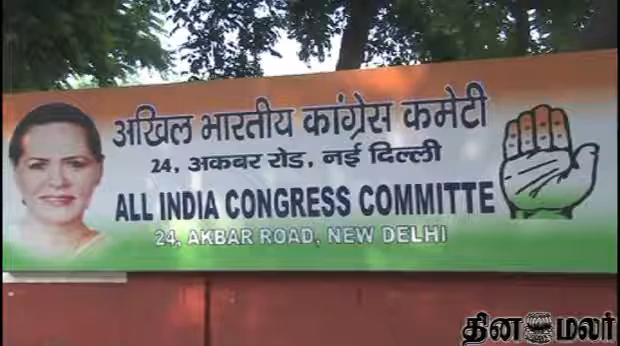 अखिल भारतीय कांग्रेस कमेटी
24, अकबर रोड, नई दिल्ली
ALL INDIA CONGRESS COMMITTE
24, AKBAR ROAD, NEW DELHI
தினமலர்